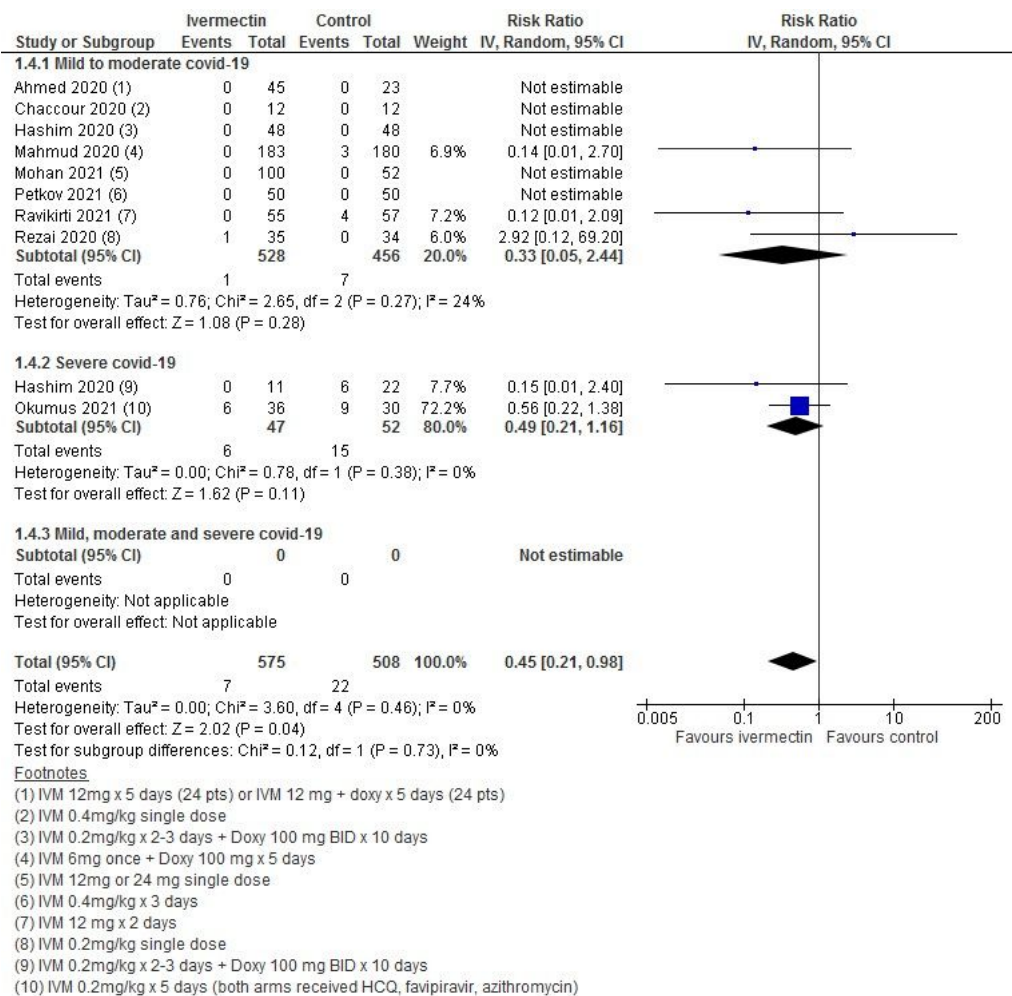 Ivermectin Control Risk Ratio Risk Ratio
Study or Subgroup Events Total Events Total Weight IV, Random, 95% CI IV, Random, 95% CI
1.4.1 Mild to moderate covid-19
Ahmed 2020 (1) 0 45 0 23 Not estimable
Chaccour 2020 (2) 0 12 0 12 Not estimable
Hashim 2020 (3) 0 48 0 48 Not estimable
Mahmud 2020 (4) 0 183 3 180 6.9% 0.14 [0.01, 2.70]
Mohan 2021 (5) 0 100 0 52 Not estimable
Petkov 2021 (6) 0 50 0 50 Not estimable
Ravikirti 2021 (7) 0 55 4 57 7.2% 0.12 [0.01, 2.09]
Rezai 2020 (8) 1 35 0 34 6.0% 2.92 [0.12, 69.20]
Subtotal (95% CI) 528 456 20.0% 0.33 [0.05, 2.44]
Total events 1 7
Heterogeneity: Tau² = 0.76; Chi² = 2.65, df = 2 (P = 0.27); I² = 24%
Test for overall effect: Z = 1.08 (P = 0.28)
1.4.2 Severe covid-19
Hashim 2020 (9) 0 11 6 22 7.7% 0.15 [0.01, 2.40]
Okumus 2021 (10) 6 36 9 30 72.2% 0.56 [0.22, 1.38]
Subtotal (95% CI) 47 52 80.0% 0.49 [0.21, 1.16]
Total events 6 15
Heterogeneity: Tau² = 0.00; Chi² = 0.78, df = 1 (P = 0.38); I² = 0%
Test for overall effect: Z = 1.62 (P = 0.11)
1.4.3 Mild, moderate and severe covid-19
Subtotal (95% CI) 0 0 Not estimable
Total events 0 0
Heterogeneity: Not applicable
Test for overall effect: Not applicable
Total (95% CI) 575 508 100.0% 0.45 [0.21, 0.98]
Total events 7 22
Heterogeneity: Tau² = 0.00; Chi² = 3.60, df = 4 (P = 0.46); I² = 0%
Test for overall effect: Z = 2.02 (P = 0.04)
Test for subgroup differences: Chi² = 0.12, df = 1 (P = 0.73), I² = 0%
0.005 0.1 1 10 200
Favours ivermectin Favours control
Footnotes
(1) IVM 12mg x 5 days (24 pts) or IVM 12 mg + doxy x 5 days (24 pts)
(2) IVM 0.4mg/kg single dose
(3) IVM 0.2mg/kg x 2-3 days + Doxy 100 mg BID x 10 days
(4) IVM 6mg once + Doxy 100 mg x 5 days
(5) IVM 12mg or 24 mg single dose
(6) IVM 0.4mg/kg x 3 days
(7) IVM 12 mg x 2 days
(8) IVM 0.2mg/kg single dose
(9) IVM 0.2mg/kg x 2-3 days + Doxy 100 mg BID x 10 days
(10) IVM 0.2mg/kg x 5 days (both arms received HCQ, favipiravir, azithromycin)